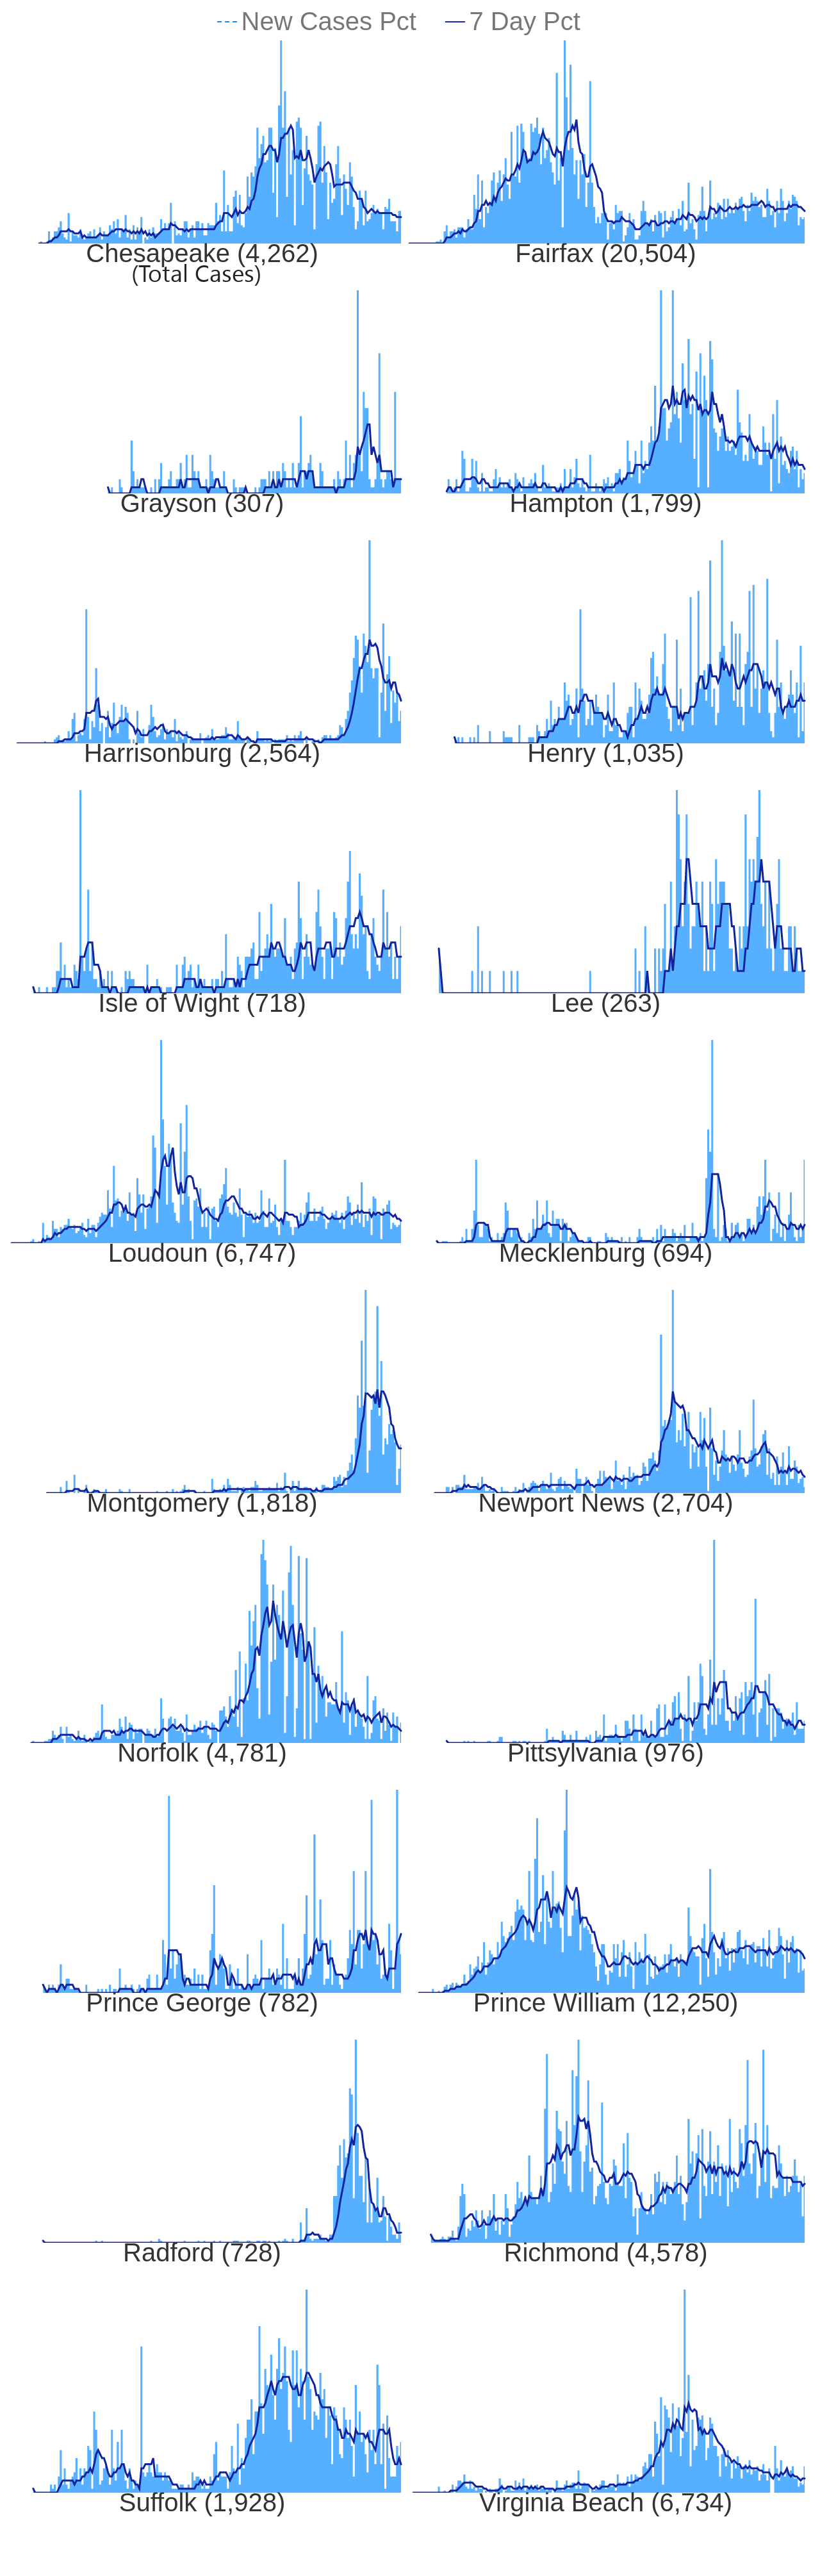 New Cases Pct 7 Day Pct
Chesapeake (4,262) Fairfax (20,504)
(Total Cases)
Grayson (307) Hampton (1,799)
Harrisonburg (2,564) Henry (1,035)
Isle of Wight (718) Lee (263)
Loudoun (6,747) Mecklenburg (694)
Montgomery (1,818) Newport News (2,704)
Norfolk (4,781) Pittsylvania (976)
Prince George (782) Prince William (12,250)
Radford (728) Richmond (4,578)
Suffolk (1,928) Virginia Beach (6,734)